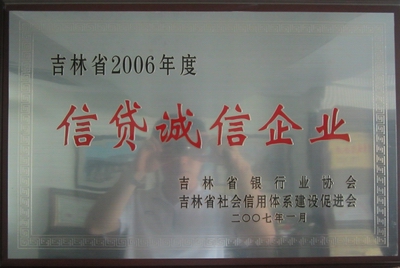 吉林省2006年度
信贷诚信企业
吉林省银行业协会
吉林省社会信用体系建设促进会
二〇〇七年一月